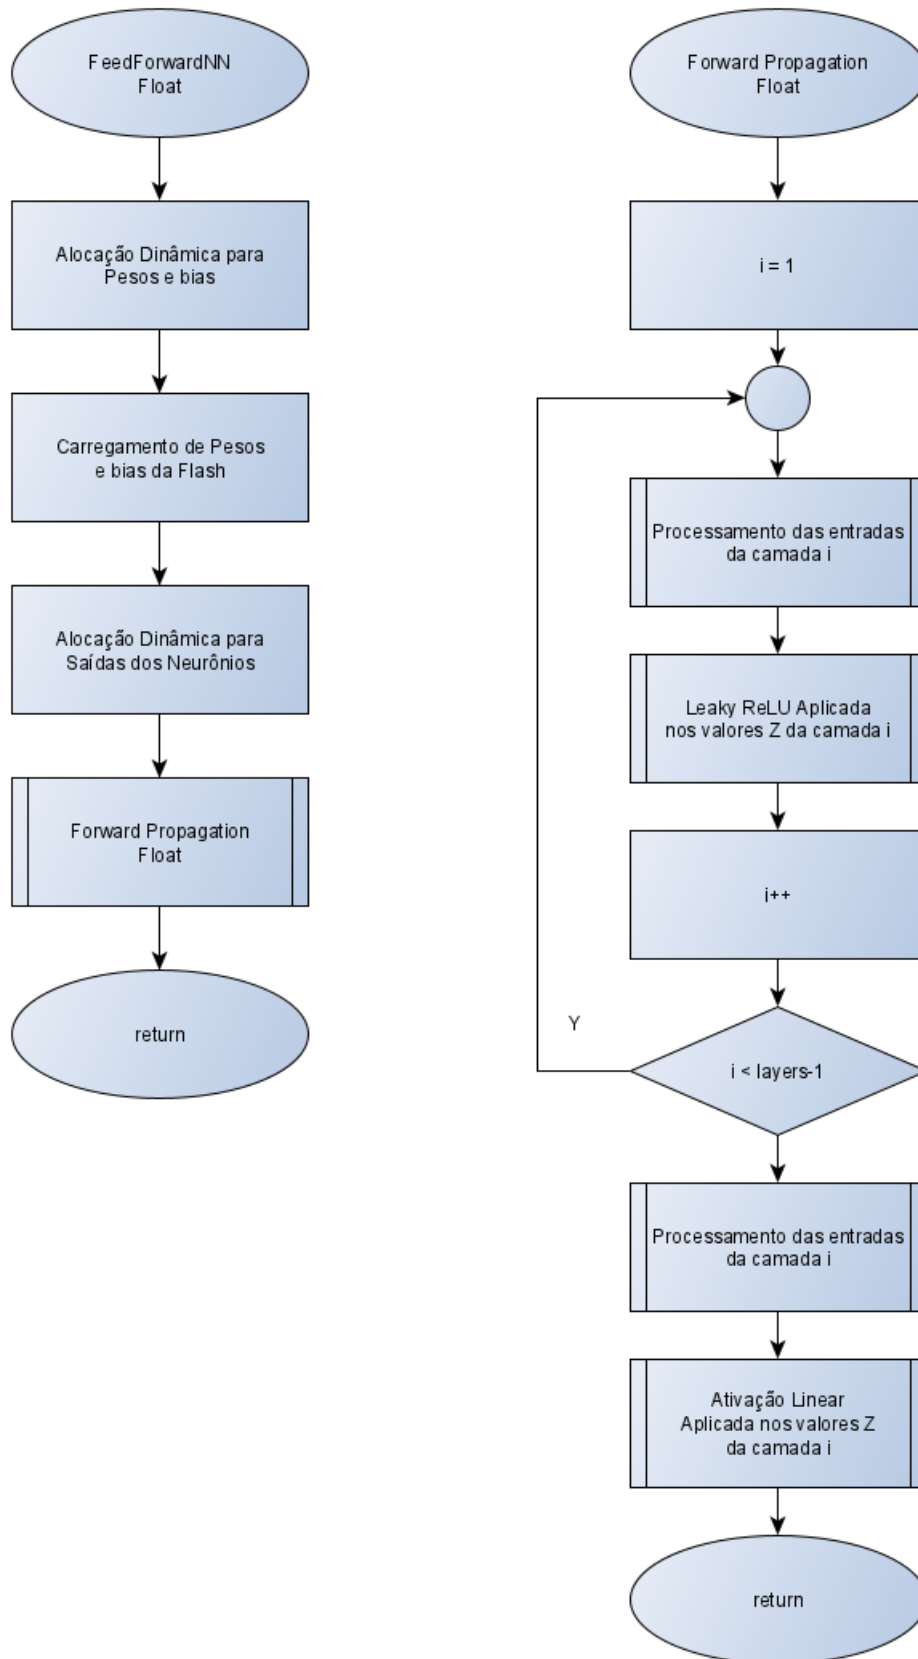 FeedForwardNN
Float
Alocação Dinâmica para
Pesos e bias
Carregamento de Pesos
e bias da Flash
Alocação Dinâmica para
Saídas dos Neurônios
Forward Propagation
Float
return
Forward Propagation
Float
i = 1
Processamento das entradas
da camada i
Leaky ReLU Aplicada
nos valores Z da camada i
i++
Y
i < layers-1
Processamento das entradas
da camada i
Ativação Linear
Aplicada nos valores Z
da camada i
return